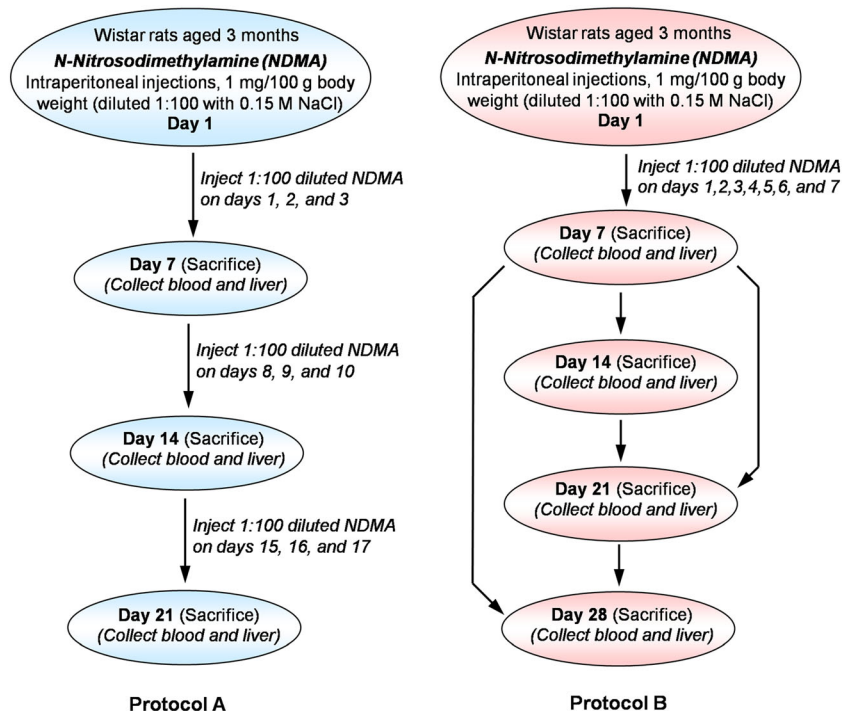 Wistar rats aged 3 months
N-Nitrosodimethylamine (NDMA)
Intraperitoneal injections, 1 mg/100 g body
weight (diluted 1:100 with 0.15 M NaCl)
Day 1
Inject 1:100 diluted NDMA
on days 1, 2, and 3
Day 7 (Sacrifice)
(Collect blood and liver)
Inject 1:100 diluted NDMA
on days 8, 9, and 10
Day 14 (Sacrifice)
(Collect blood and liver)
Inject 1:100 diluted NDMA
on days 15, 16, and 17
Day 21 (Sacrifice)
(Collect blood and liver)
Protocol A
Wistar rats aged 3 months
N-Nitrosodimethylamine (NDMA)
Intraperitoneal injections, 1 mg/100 g body
weight (diluted 1:100 with 0.15 M NaCl)
Day 1
Inject 1:100 diluted NDMA
on days 1,2,3,4,5,6, and 7
Day 7 (Sacrifice)
(Collect blood and liver)
Day 14 (Sacrifice)
(Collect blood and liver)
Day 21 (Sacrifice)
(Collect blood and liver)
Day 28 (Sacrifice)
(Collect blood and liver)
Protocol B